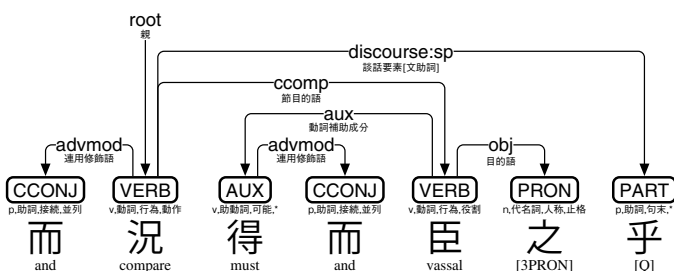 root
親
discourse:sp
談話要素[文助詞]
ccomp
節目的語
aux
動詞補助成分
advmod advmod obj
連用修飾語 連用修飾語 目的語
CCONJ VERB AUX CCONJ VERB PRON PART
p,助詞,接続,並列 v,動詞,行為,動作 v,助動詞,可能,* p,助詞,接続,並列 v,動詞,行為,役割 n,代名詞,人称,止格 p,助詞,句末,*
而 況 得 而 臣 之 乎
and compare must and vassal [3PRON] [Q]